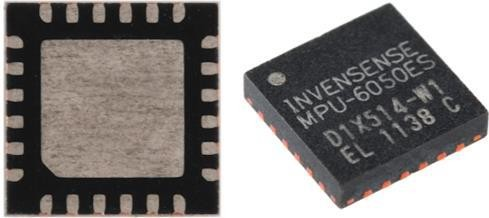 INVENSENSE
MPU-6050ES
D1X514-W1
EL 1138 C